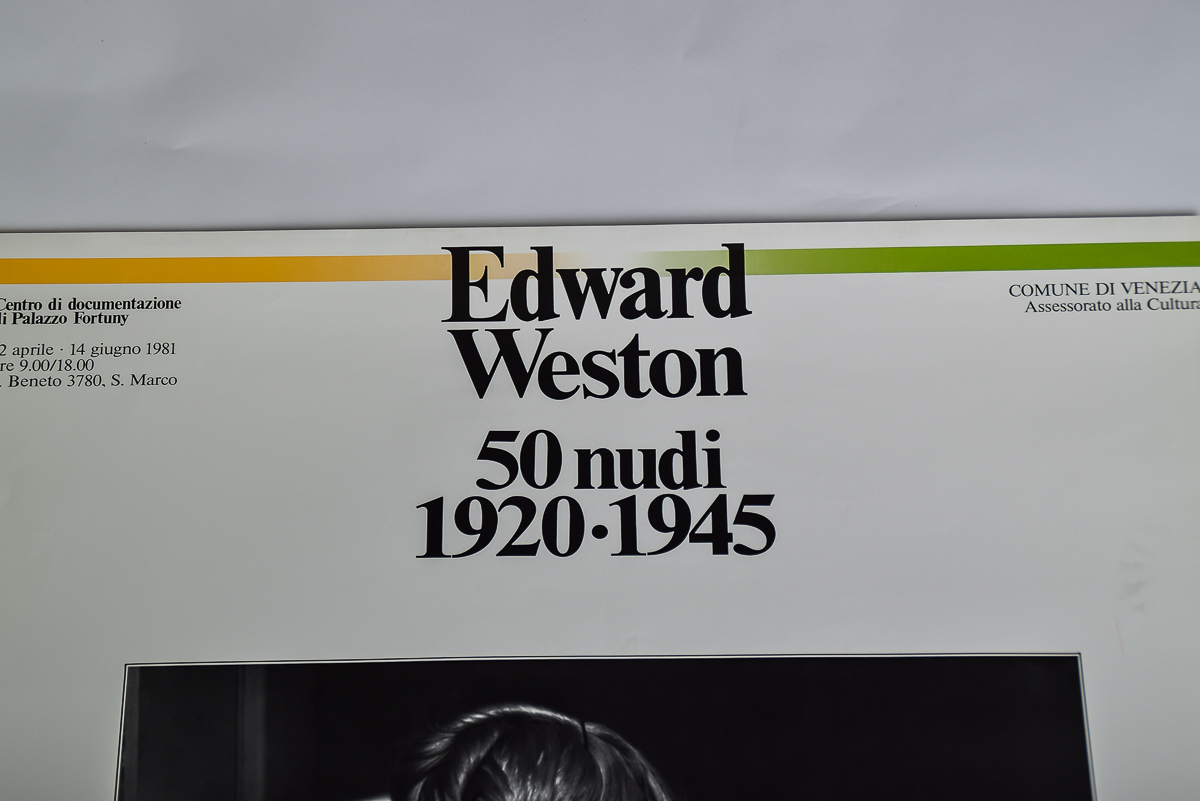 Edward
Weston
50 nudi
1920·1945
Centro di documentazione
di Palazzo Fortuny
2 aprile · 14 giugno 1981
9.00/18.00
Beneto 3780, S. Marco
COMUNE DI VENEZIA
Assessorato alla Cultura